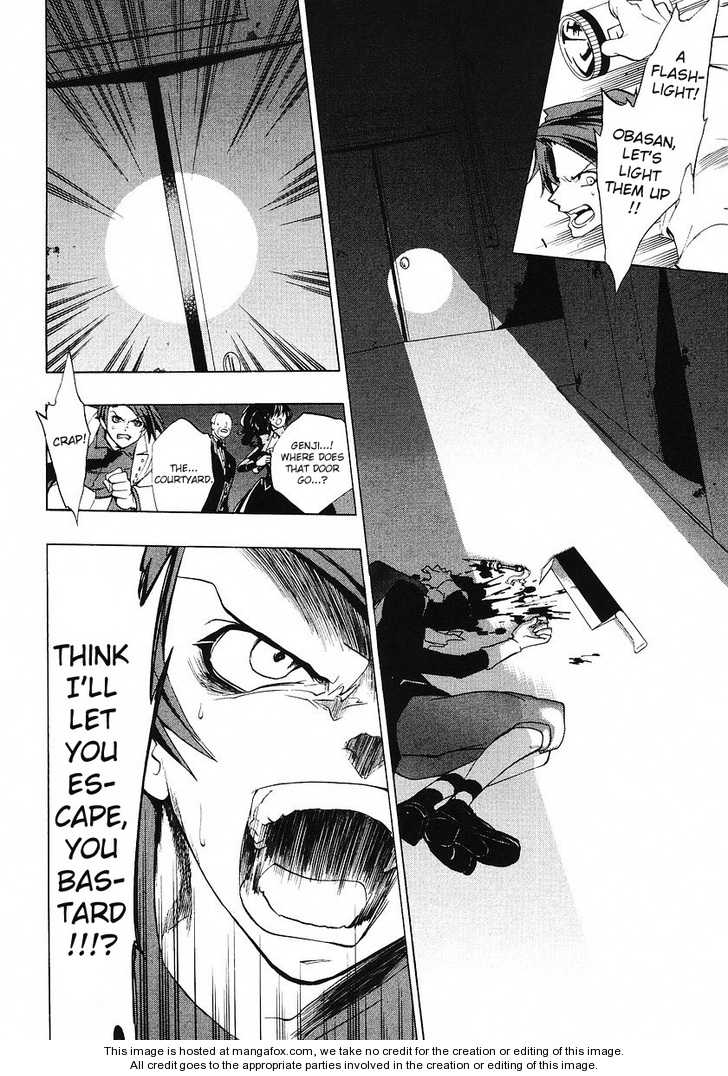 A
FLASH-
LIGHT!
OBASAN,
LET'S
LIGHT
THEM UP
!!
GENJI...!
WHERE DOES
THAT DOOR
GO...?
THE...
COURTYARD.
CRAP!
THINK
I'LL
LET
YOU
ES-
CAPE,
YOU
BAS-
TARD
!!!?
This image is hosted at mangafox.com, we take no credit for the creation or editing of this image.
All credit goes to the appropriate parties involved in the creation or editing of this image.